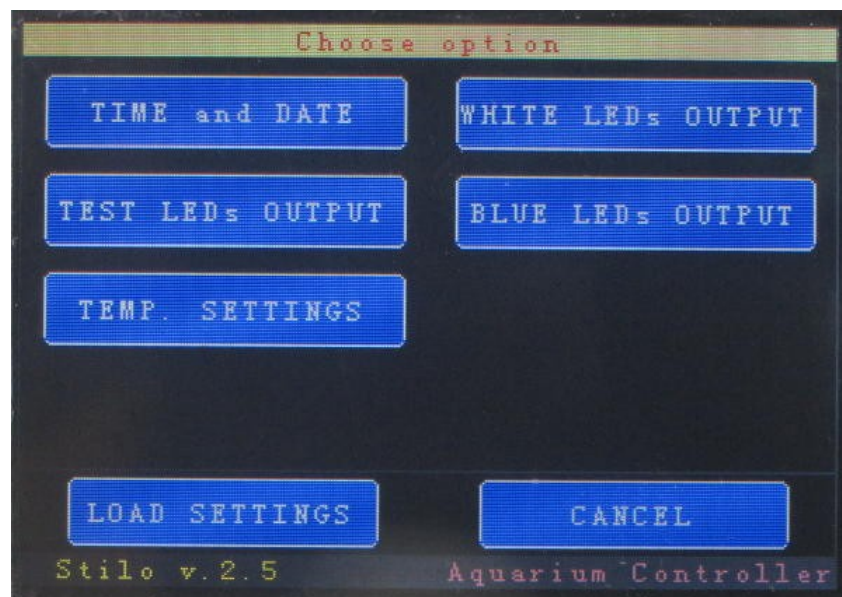 Choose option
TIME and DATE
WHITE LEDs OUTPUT
TEST LEDs OUTPUT
BLUE LEDs OUTPUT
TEMP. SETTINGS
LOAD SETTINGS
CANCEL
Stilo v.2.5
Aquarium Controller